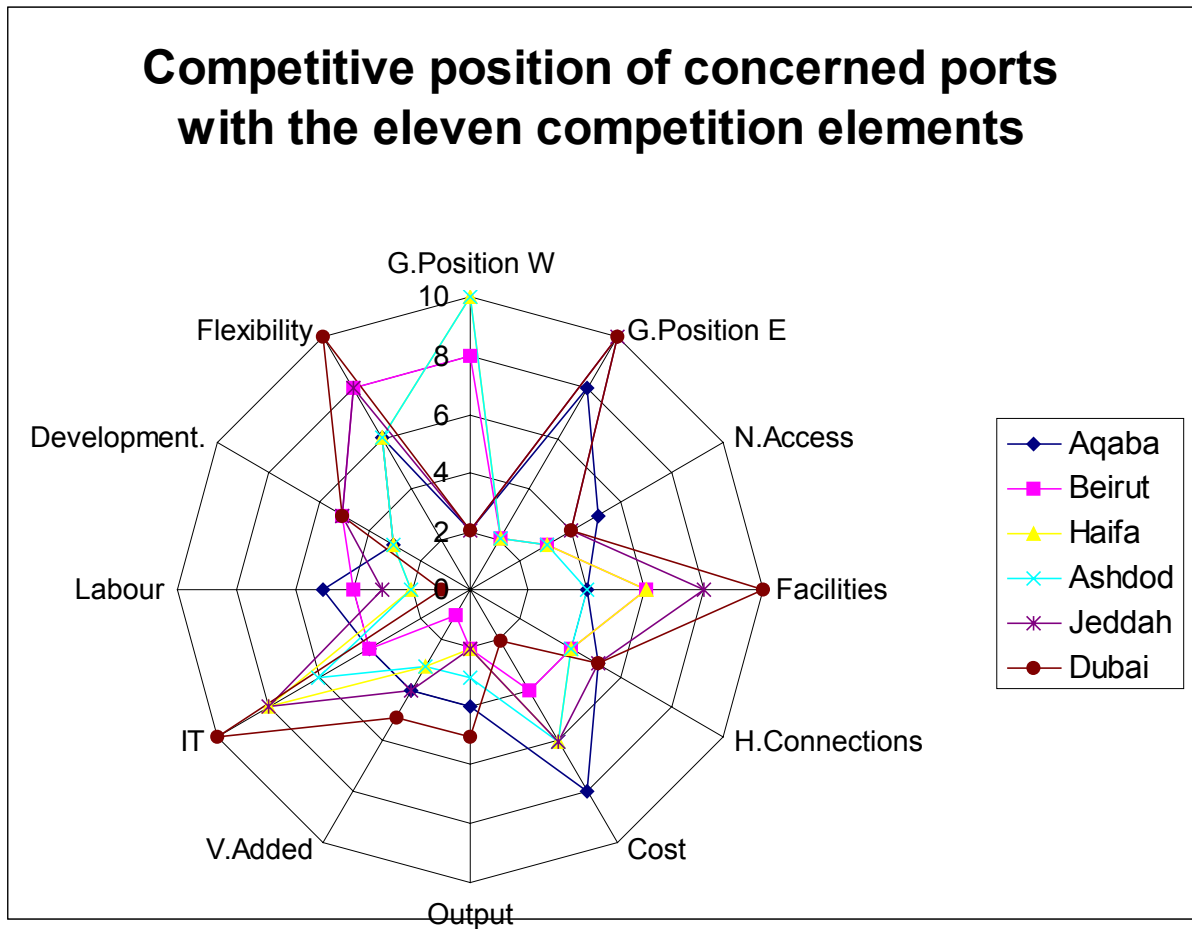 Competitive position of concerned ports
with the eleven competition elements
G.Position W
10
Flexibility
G.Position E
8
6
Development.
N.Access
4
2
Labour
0
Facilities
IT
H.Connections
V.Added
Cost
Output
Aqaba
Beirut
Haifa
Ashdod
Jeddah
Dubai